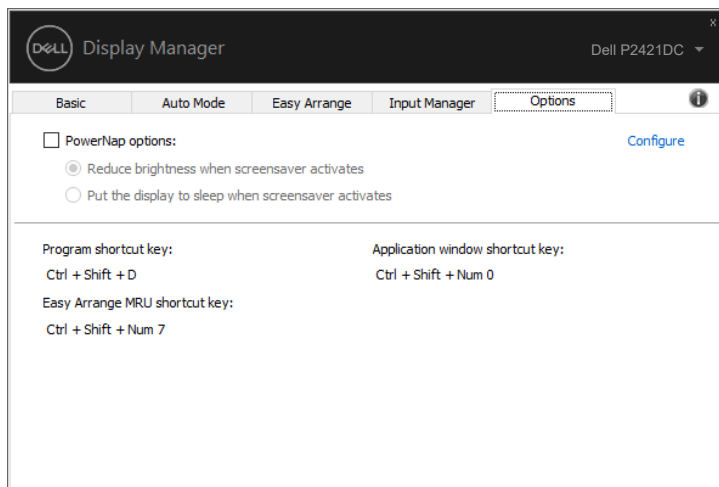 x
DELL Display Manager
Dell P2421DC
Basic Auto Mode Easy Arrange Input Manager Options
PowerNap options: Configure
Reduce brightness when screensaver activates
Put the display to sleep when screensaver activates
Program shortcut key: Application window shortcut key:
Ctrl + Shift + D Ctrl + Shift + Num 0
Easy Arrange MRU shortcut key:
Ctrl + Shift + Num 7